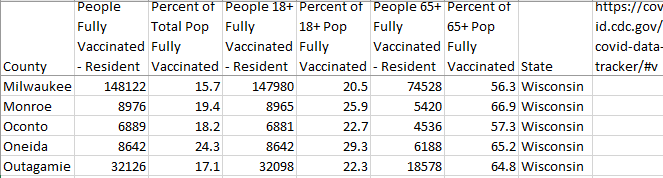 People Percent of People 18+ Percent of People 65+ Percent of https://cov
Fully Total Pop Fully 18+ Pop Fully 65+ Pop id.cdc.gov/
Vaccinated Fully Vaccinated Fully Vaccinated Fully covid-data-
County - Resident Vaccinated - Resident Vaccinated - Resident Vaccinated State tracker/#v
Milwaukee 148122 15.7 147980 20.5 74528 56.3 Wisconsin
Monroe 8976 19.4 8965 25.9 5420 66.9 Wisconsin
Oconto 6889 18.2 6881 22.7 4536 57.3 Wisconsin
Oneida 8642 24.3 8642 29.3 6188 65.2 Wisconsin
Outagamie 32126 17.1 32098 22.3 18578 64.8 Wisconsin